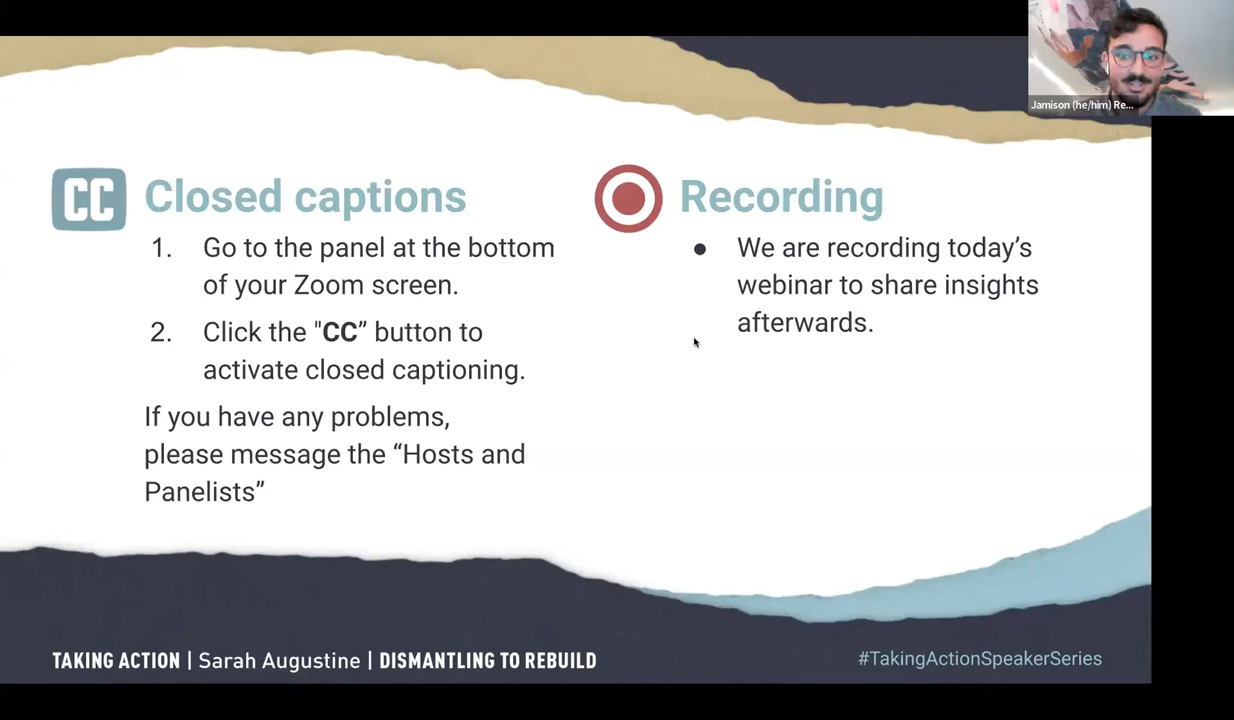 Jamison (he/him) Re...
CC
Closed captions
1. Go to the panel at the bottom
of your Zoom screen.
2. Click the "CC” button to
activate closed captioning.
If you have any problems,
please message the “Hosts and
Panelists”
Recording
● We are recording today’s
webinar to share insights
afterwards.
TAKING ACTION | Sarah Augustine | DISMANTLING TO REBUILD
#TakingActionSpeakerSeries